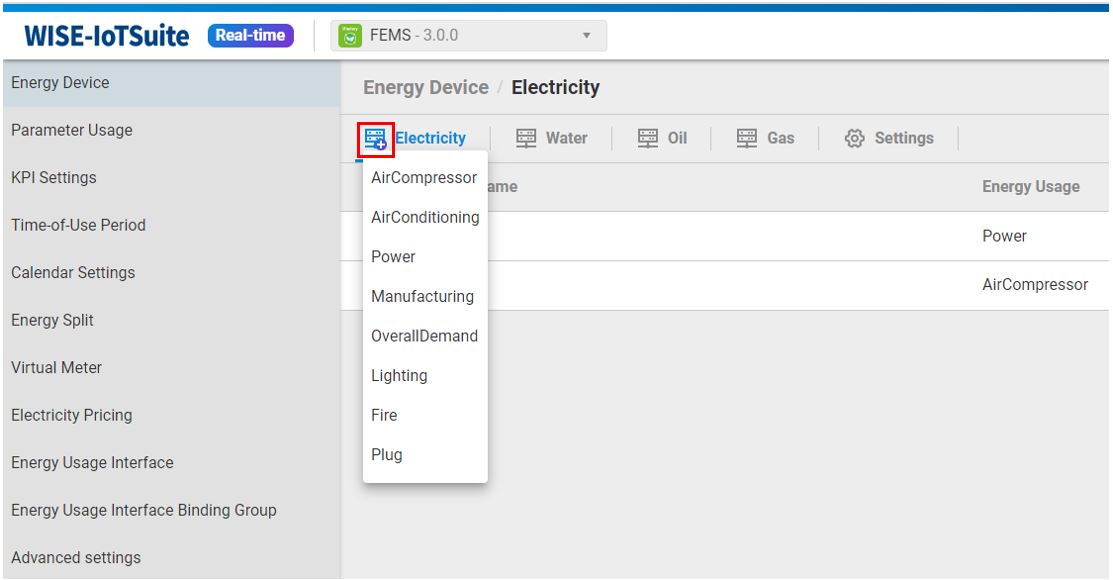 WISE-IoTSuite Real-time FEMS - 3.0.0
Energy Device
Parameter Usage
KPI Settings
Time-of-Use Period
Calendar Settings
Energy Split
Virtual Meter
Electricity Pricing
Energy Usage Interface
Energy Usage Interface Binding Group
Advanced settings
Energy Device / Electricity
Electricity Water Oil Gas Settings
ame Energy Usage
Power
AirCompressor
AirCompressor
AirConditioning
Power
Manufacturing
OverallDemand
Lighting
Fire
Plug